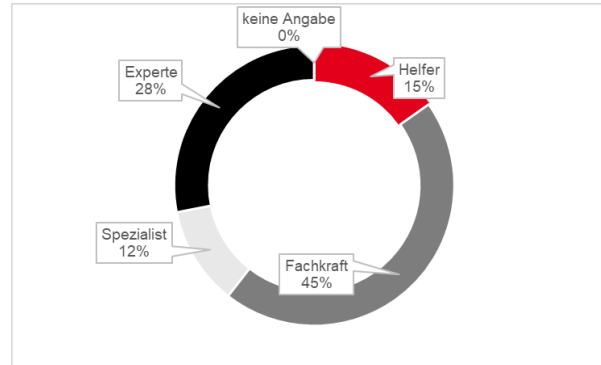 keine Angabe
0%
Helfer
15%
Experte
28%
Spezialist
12%
Fachkraft
45%